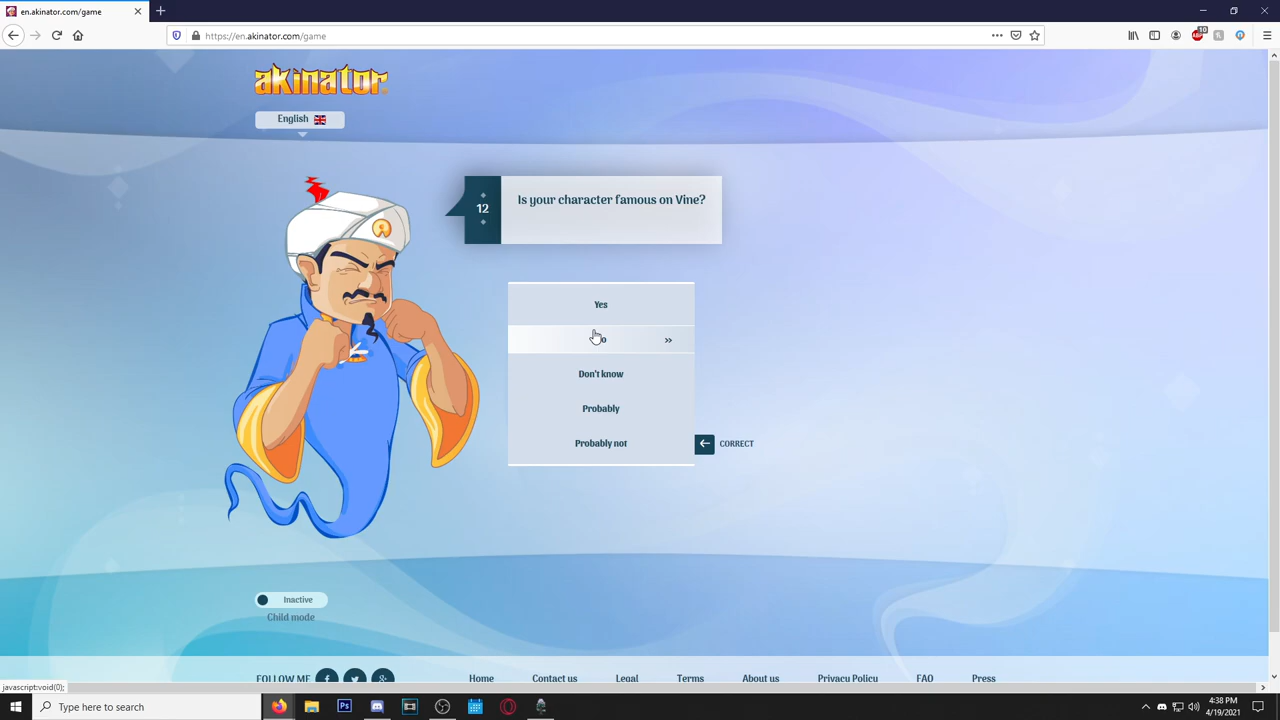 en.akinator.com/game
https://en.akinator.com/game
10
akinator
English
12
Is your character famous on Vine?
Yes
Don't know
Probably
Probably not
CORRECT
Inactive
Child mode
FOLLOW ME
Home
Contact us
Legal
Terms
About us
Privacy Policy
FAQ
Press
javascript:void(0);
Type here to search
4:38 PM
4/19/2021